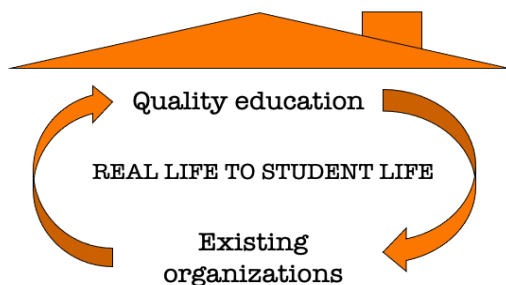 Quality education
REAL LIFE TO STUDENT LIFE
Existing
organizations